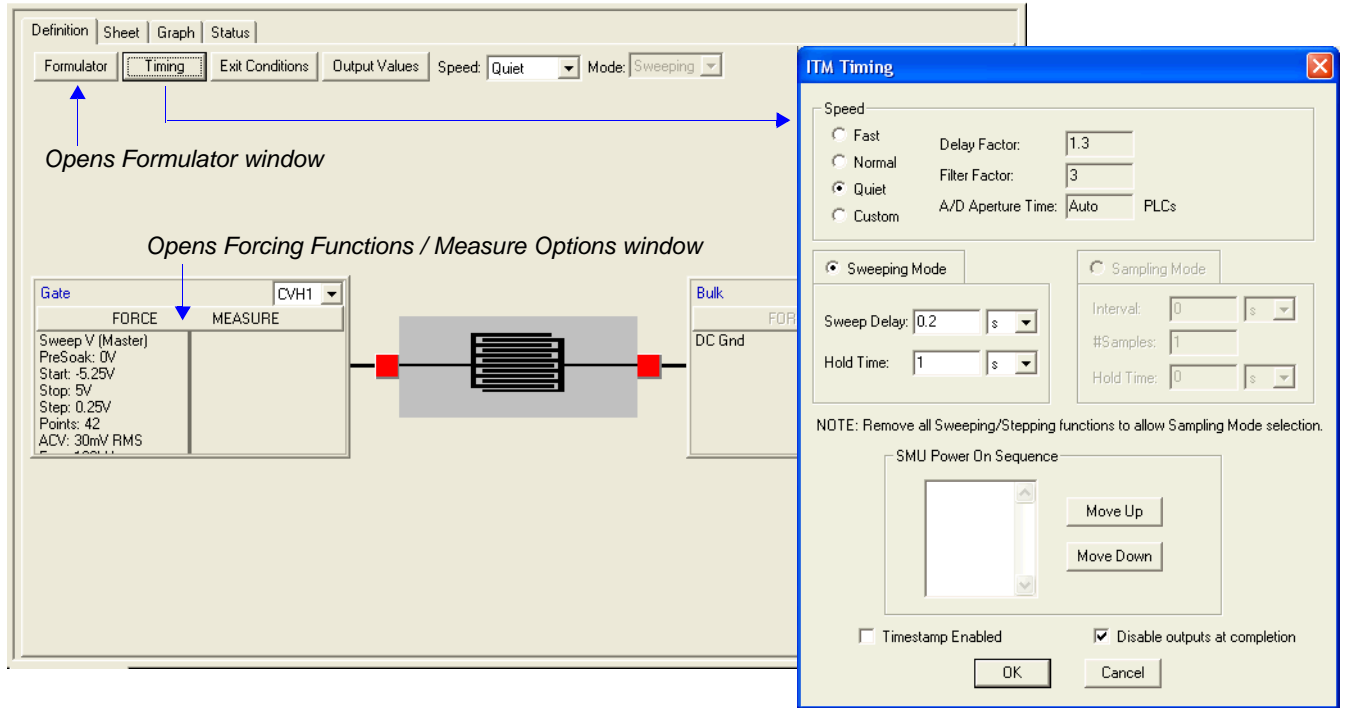 Definition Sheet Graph Status
Formulator Timing Exit Conditions Output Values Speed: Quiet Mode: Sweeping
Opens Formulator window
Opens Forcing Functions / Measure Options window
Gate CVH1
FORCE MEASURE
Sweep V (Master)
PreSoak: 0V
Start: -5.25V
Stop: 5V
Step: 0.25V
Points: 42
ACV: 30mV RMS
Bulk
FOR
DC Gnd
ITM Timing
Speed
Fast
Normal
Quiet
Custom
Delay Factor: 1.3
Filter Factor: 3
A/D Aperture Time: Auto PLCs
Sweeping Mode
Sweep Delay: 0.2 s
Hold Time: 1 s
Sampling Mode
Interval: 0 s
#Samples: 1
Hold Time: 0 s
NOTE: Remove all Sweeping/Stepping functions to allow Sampling Mode selection.
SMU Power On Sequence
Move Up
Move Down
Timestamp Enabled
Disable outputs at completion
OK Cancel